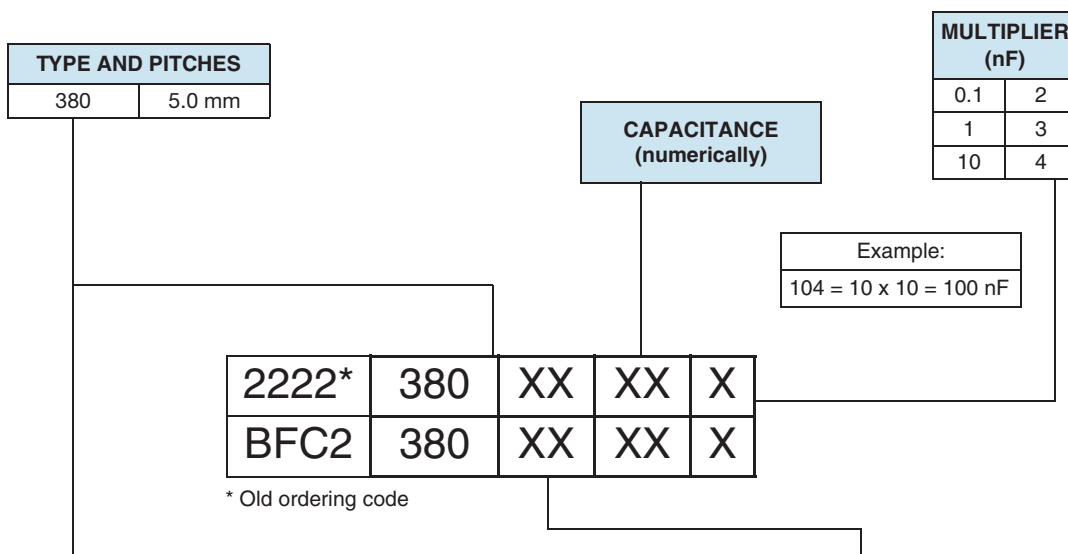 TYPE AND PITCHES
380 5.0 mm
CAPACITANCE
(numerically)
MULTIPLIER
(nF)
0.1 2
1 3
10 4
Example:
104 = 10 x 10 = 100 nF
2222* 380 XX XX X
BFC2 380 XX XX X
* Old ordering code